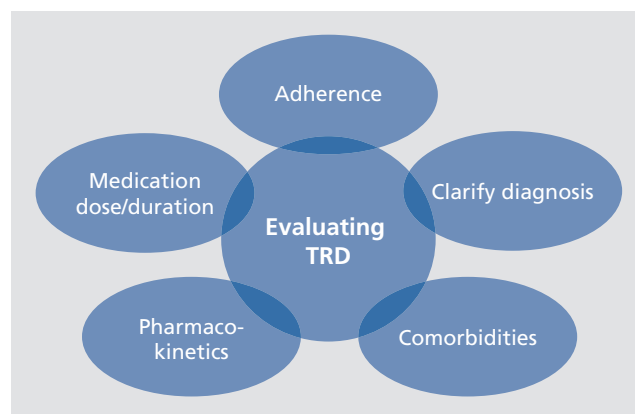 Adherence
Medication
dose/duration
Clarify diagnosis
Evaluating
TRD
Pharmaco-
kinetics
Comorbidities